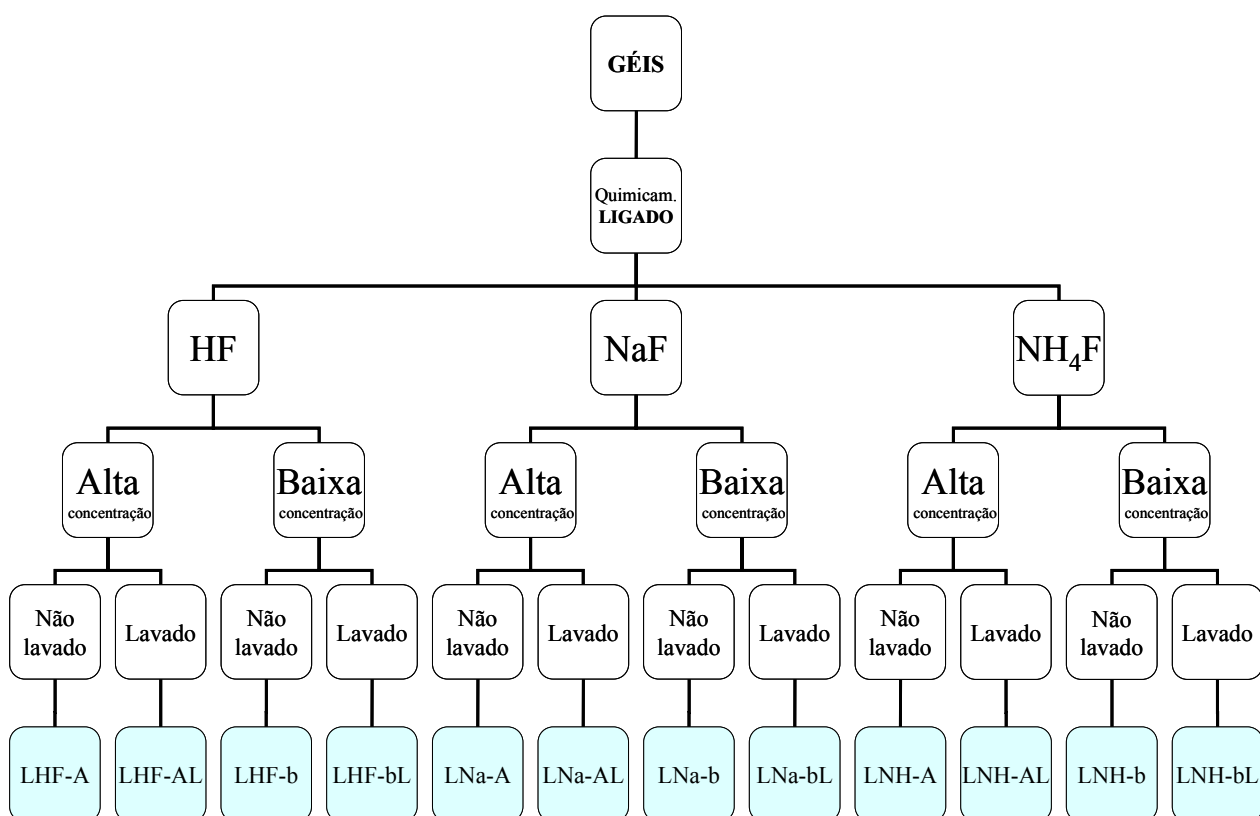 GÉIS
Quimicam.
LIGADO
HF
NaF
NH₄F
Alta
concentração
Baixa
concentração
Alta
concentração
Baixa
concentração
Alta
concentração
Baixa
concentração
Não
lavado
Lavado
Não
lavado
Lavado
Não
lavado
Lavado
Não
lavado
Lavado
Não
lavado
Lavado
Não
lavado
Lavado
LHF-A
LHF-AL
LHF-b
LHF-bL
LNa-A
LNa-AL
LNa-b
LNa-bL
LNH-A
LNH-AL
LNH-b
LNH-bL